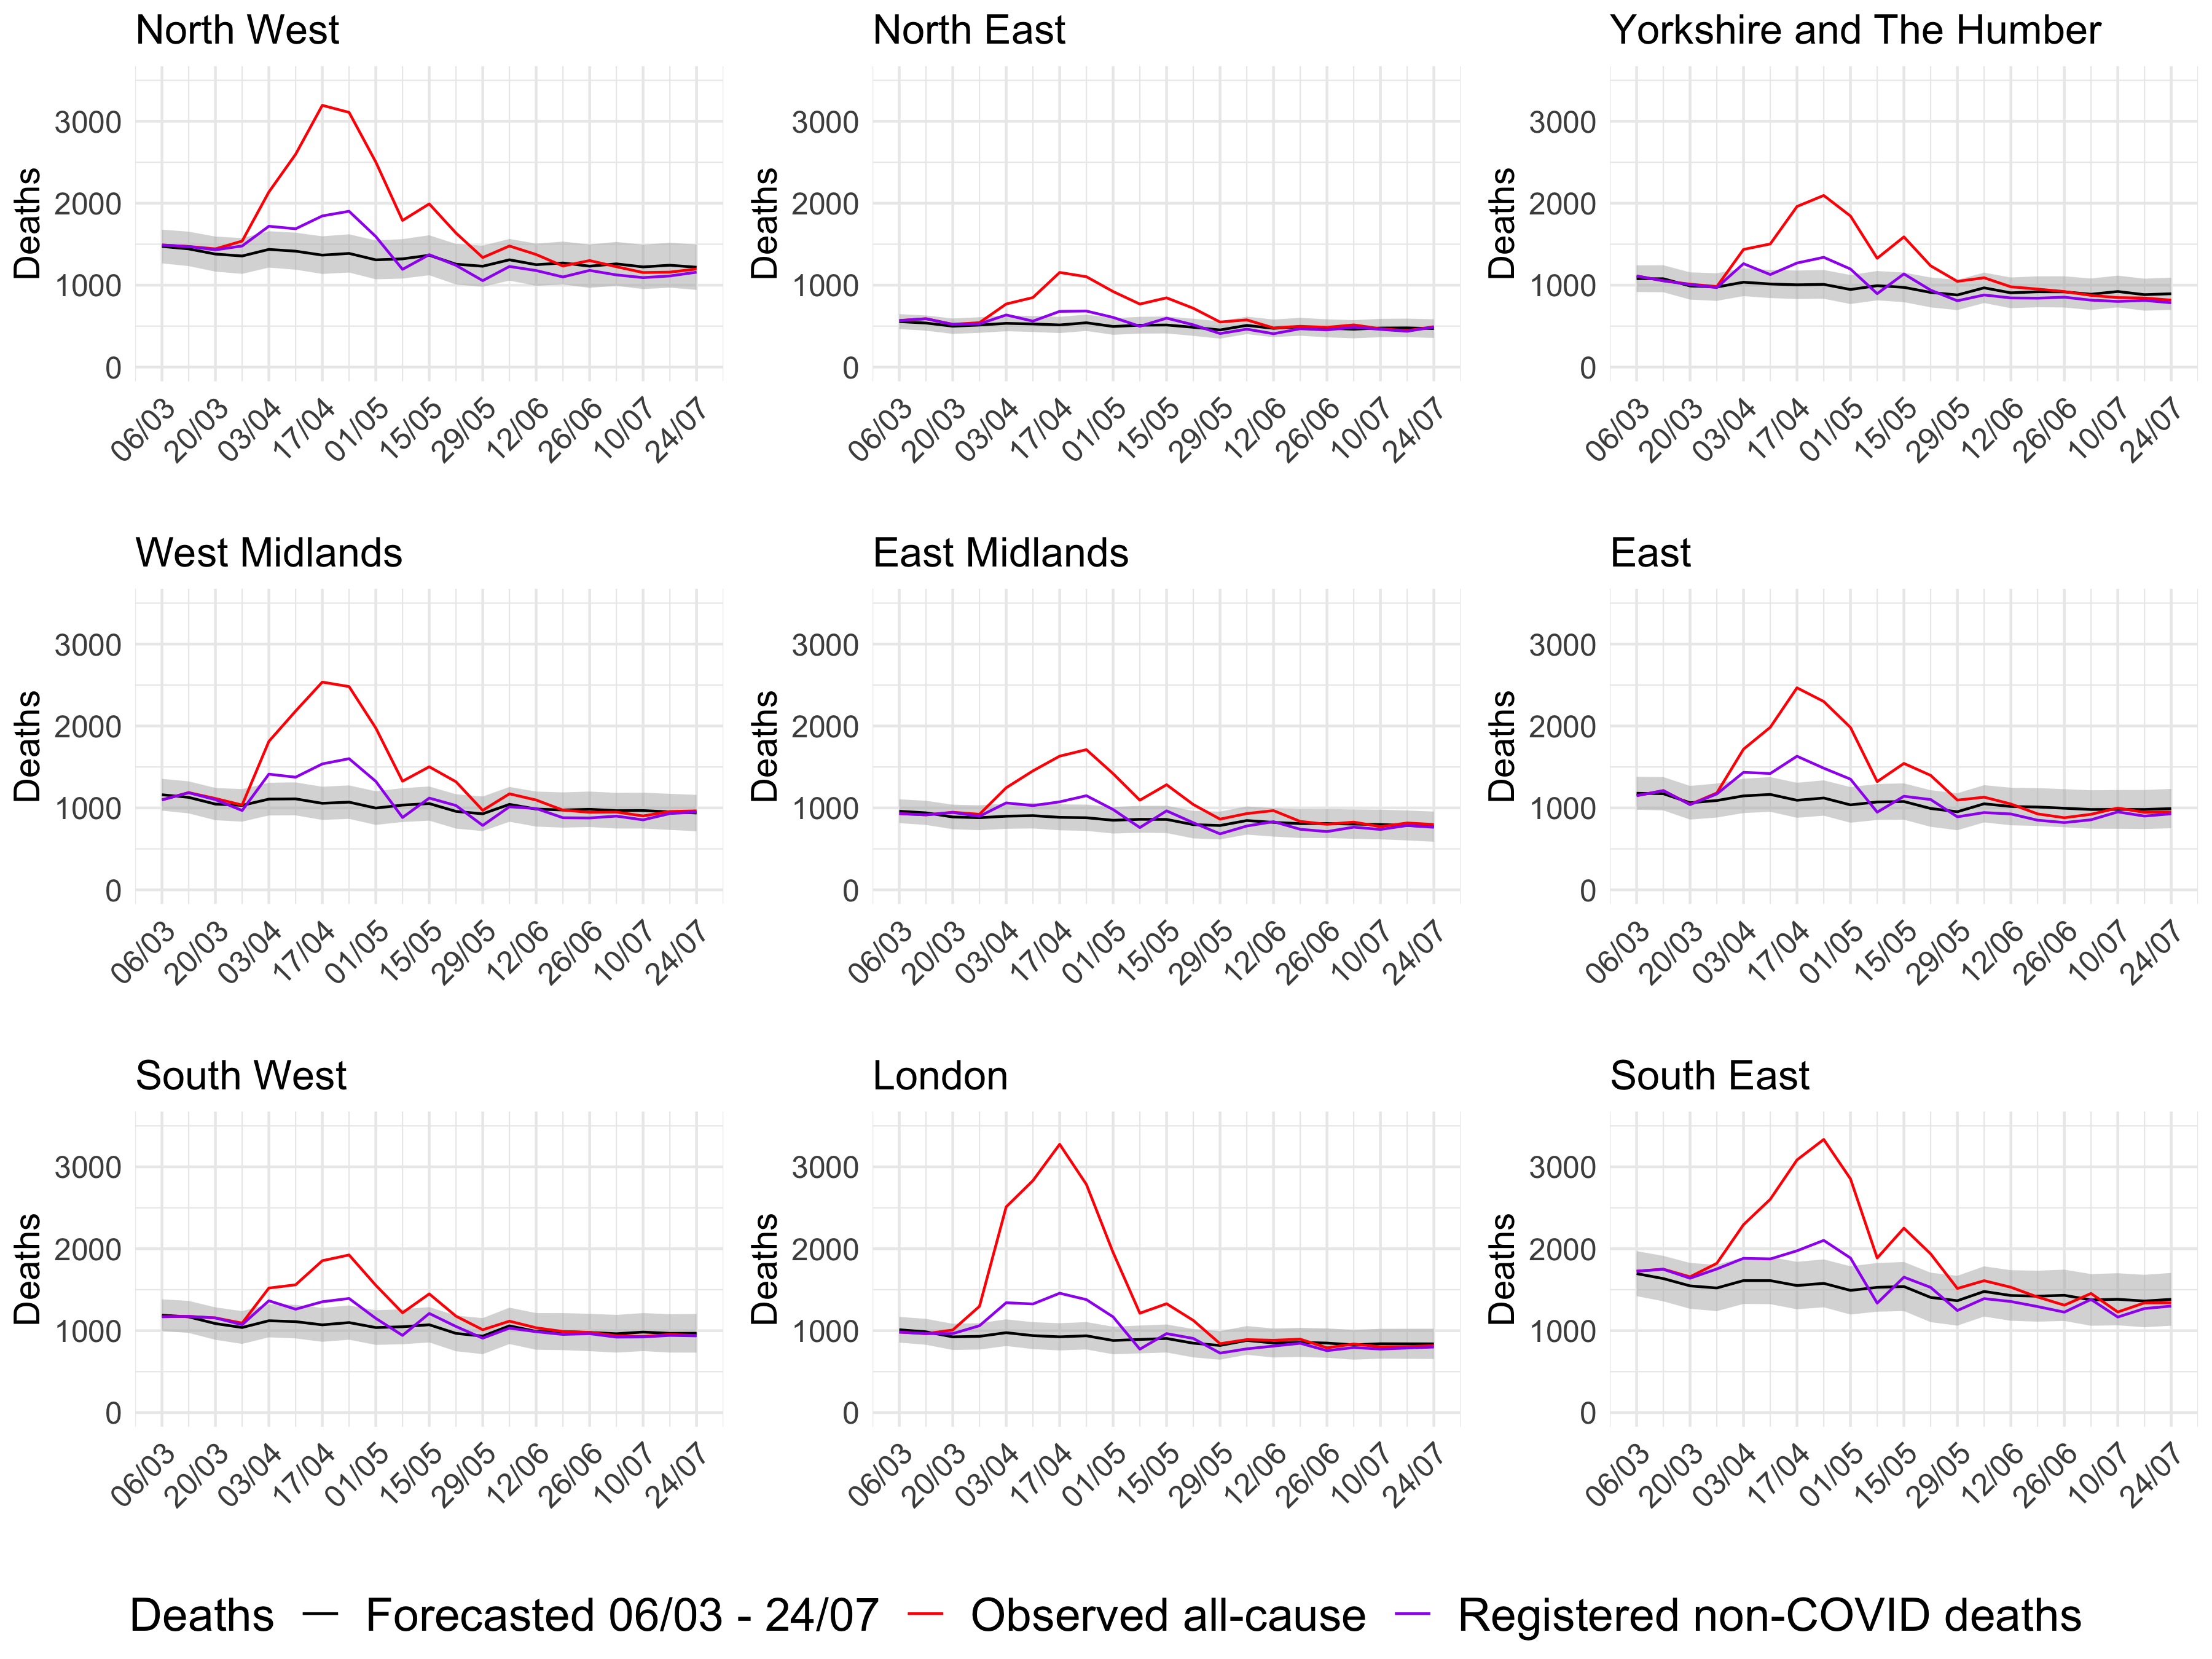 North West
North East
Yorkshire and The Humber
Deaths
3000
2000
1000
0
06/03 20/03 03/04 17/04 01/05 15/05 29/05 12/06 26/06 10/07 24/07
Deaths
3000
2000
1000
0
06/03 20/03 03/04 17/04 01/05 15/05 29/05 12/06 26/06 10/07 24/07
Deaths
3000
2000
1000
0
06/03 20/03 03/04 17/04 01/05 15/05 29/05 12/06 26/06 10/07 24/07
West Midlands
East Midlands
East
Deaths
3000
2000
1000
0
06/03 20/03 03/04 17/04 01/05 15/05 29/05 12/06 26/06 10/07 24/07
Deaths
3000
2000
1000
0
06/03 20/03 03/04 17/04 01/05 15/05 29/05 12/06 26/06 10/07 24/07
Deaths
3000
2000
1000
0
06/03 20/03 03/04 17/04 01/05 15/05 29/05 12/06 26/06 10/07 24/07
South West
London
South East
Deaths
3000
2000
1000
0
06/03 20/03 03/04 17/04 01/05 15/05 29/05 12/06 26/06 10/07 24/07
Deaths
3000
2000
1000
0
06/03 20/03 03/04 17/04 01/05 15/05 29/05 12/06 26/06 10/07 24/07
Deaths
3000
2000
1000
0
06/03 20/03 03/04 17/04 01/05 15/05 29/05 12/06 26/06 10/07 24/07
Deaths Forecasted 06/03 - 24/07 Observed all-cause Registered non-COVID deaths